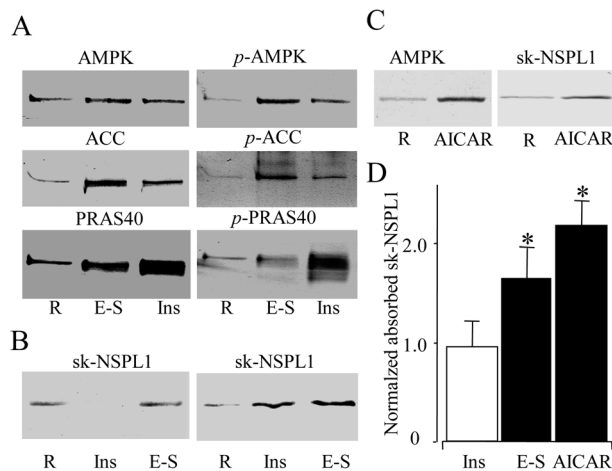 A
AMPK
p-AMPK
ACC
p-ACC
PRAS40
p-PRAS40
R E-S Ins
R E-S Ins
B
sk-NSPL1
sk-NSPL1
R Ins E-S
R Ins E-S
C
AMPK
sk-NSPL1
R AICAR
R AICAR
D
Normalzed absorbed sk-NSPL1
2.0
1.0
0
*
*
Ins E-S AICAR